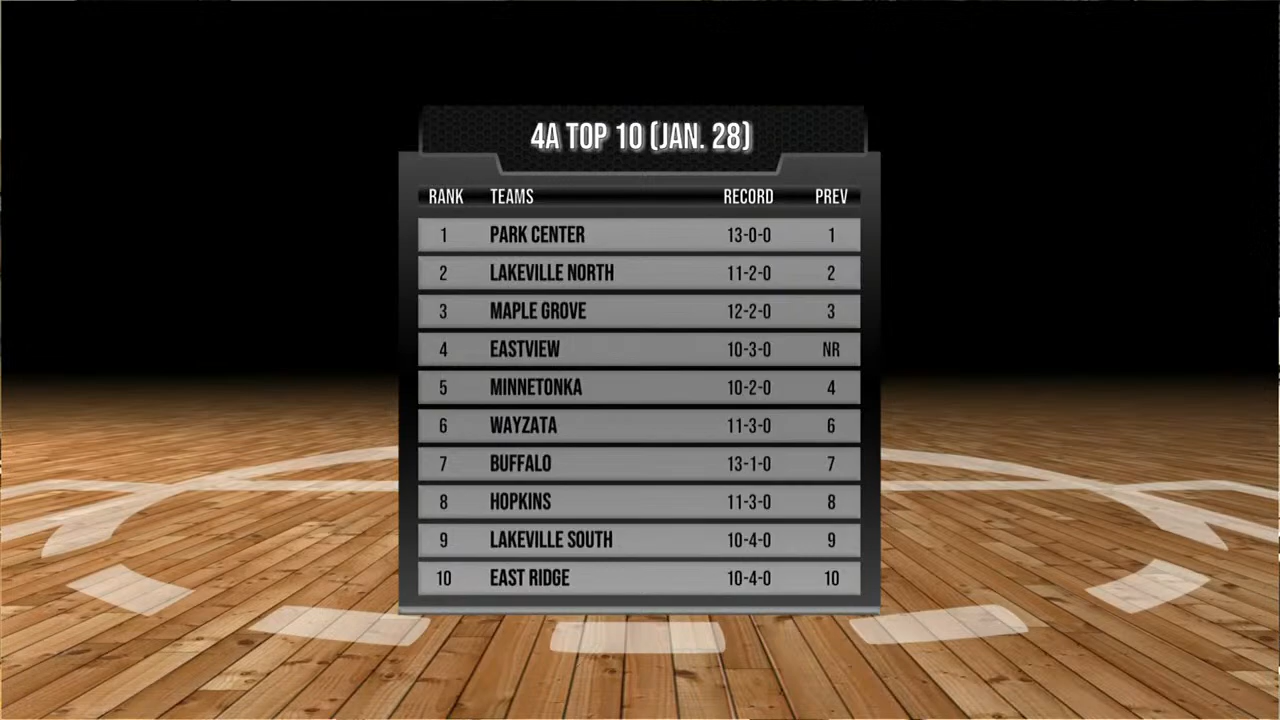 4A TOP 10 (JAN. 28)
RANK TEAMS RECORD PREV
1 PARK CENTER 13-0-0 1
2 LAKEVILLE NORTH 11-2-0 2
3 MAPLE GROVE 12-2-0 3
4 EASTVIEW 10-3-0 NR
5 MINNETONKA 10-2-0 4
6 WAYZATA 11-3-0 6
7 BUFFALO 13-1-0 7
8 HOPKINS 11-3-0 8
9 LAKEVILLE SOUTH 10-4-0 9
10 EAST RIDGE 10-4-0 10